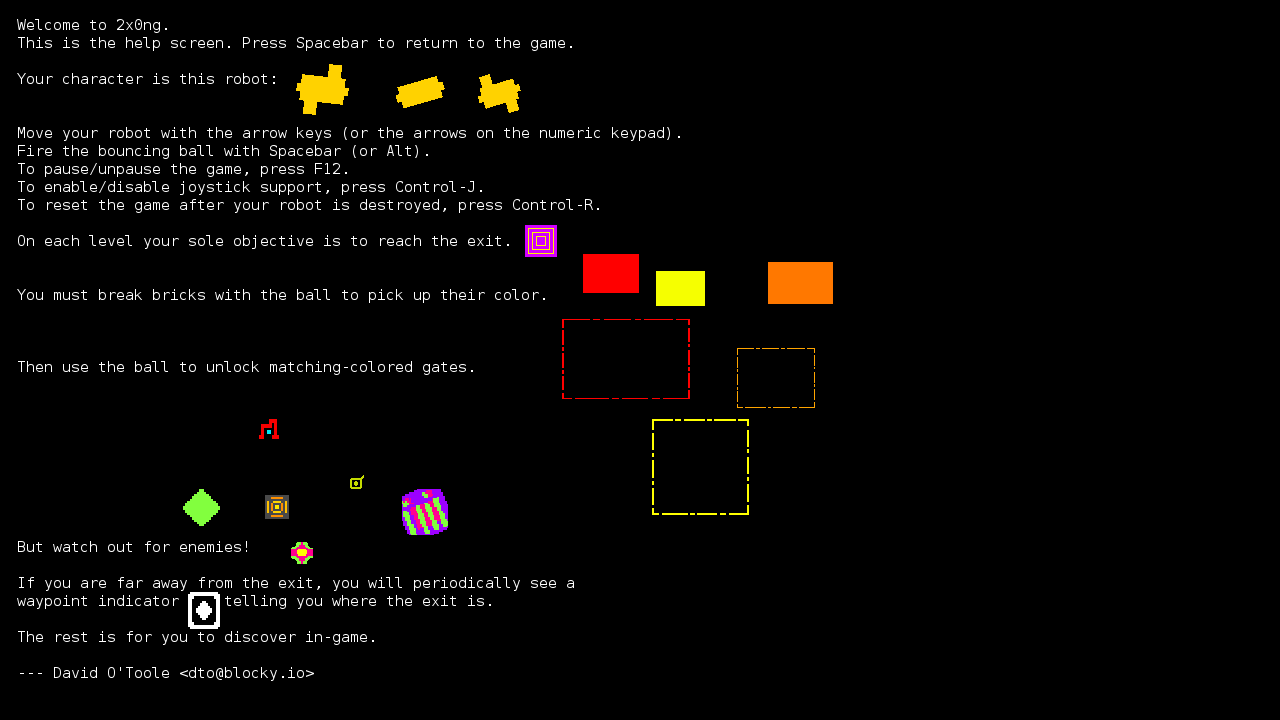 Welcome to 2x0ng.
This is the help screen. Press Spacebar to return to the game.
Your character is this robot:
Move your robot with the arrow keys (or the arrows on the numeric keypad).
Fire the bouncing ball with Spacebar (or Alt).
To pause/unpause the game, press F12.
To enable/disable joystick support, press Control-J.
To reset the game after your robot is destroyed, press Control-R.
On each level your sole objective is to reach the exit.
You must break bricks with the ball to pick up their color.
Then use the ball to unlock matching-colored gates.
But watch out for enemies!
If you are far away from the exit, you will periodically see a
waypoint indicator telling you where the exit is.
The rest is for you to discover in-game.
--- David O'Toole <dto@blocky.io>